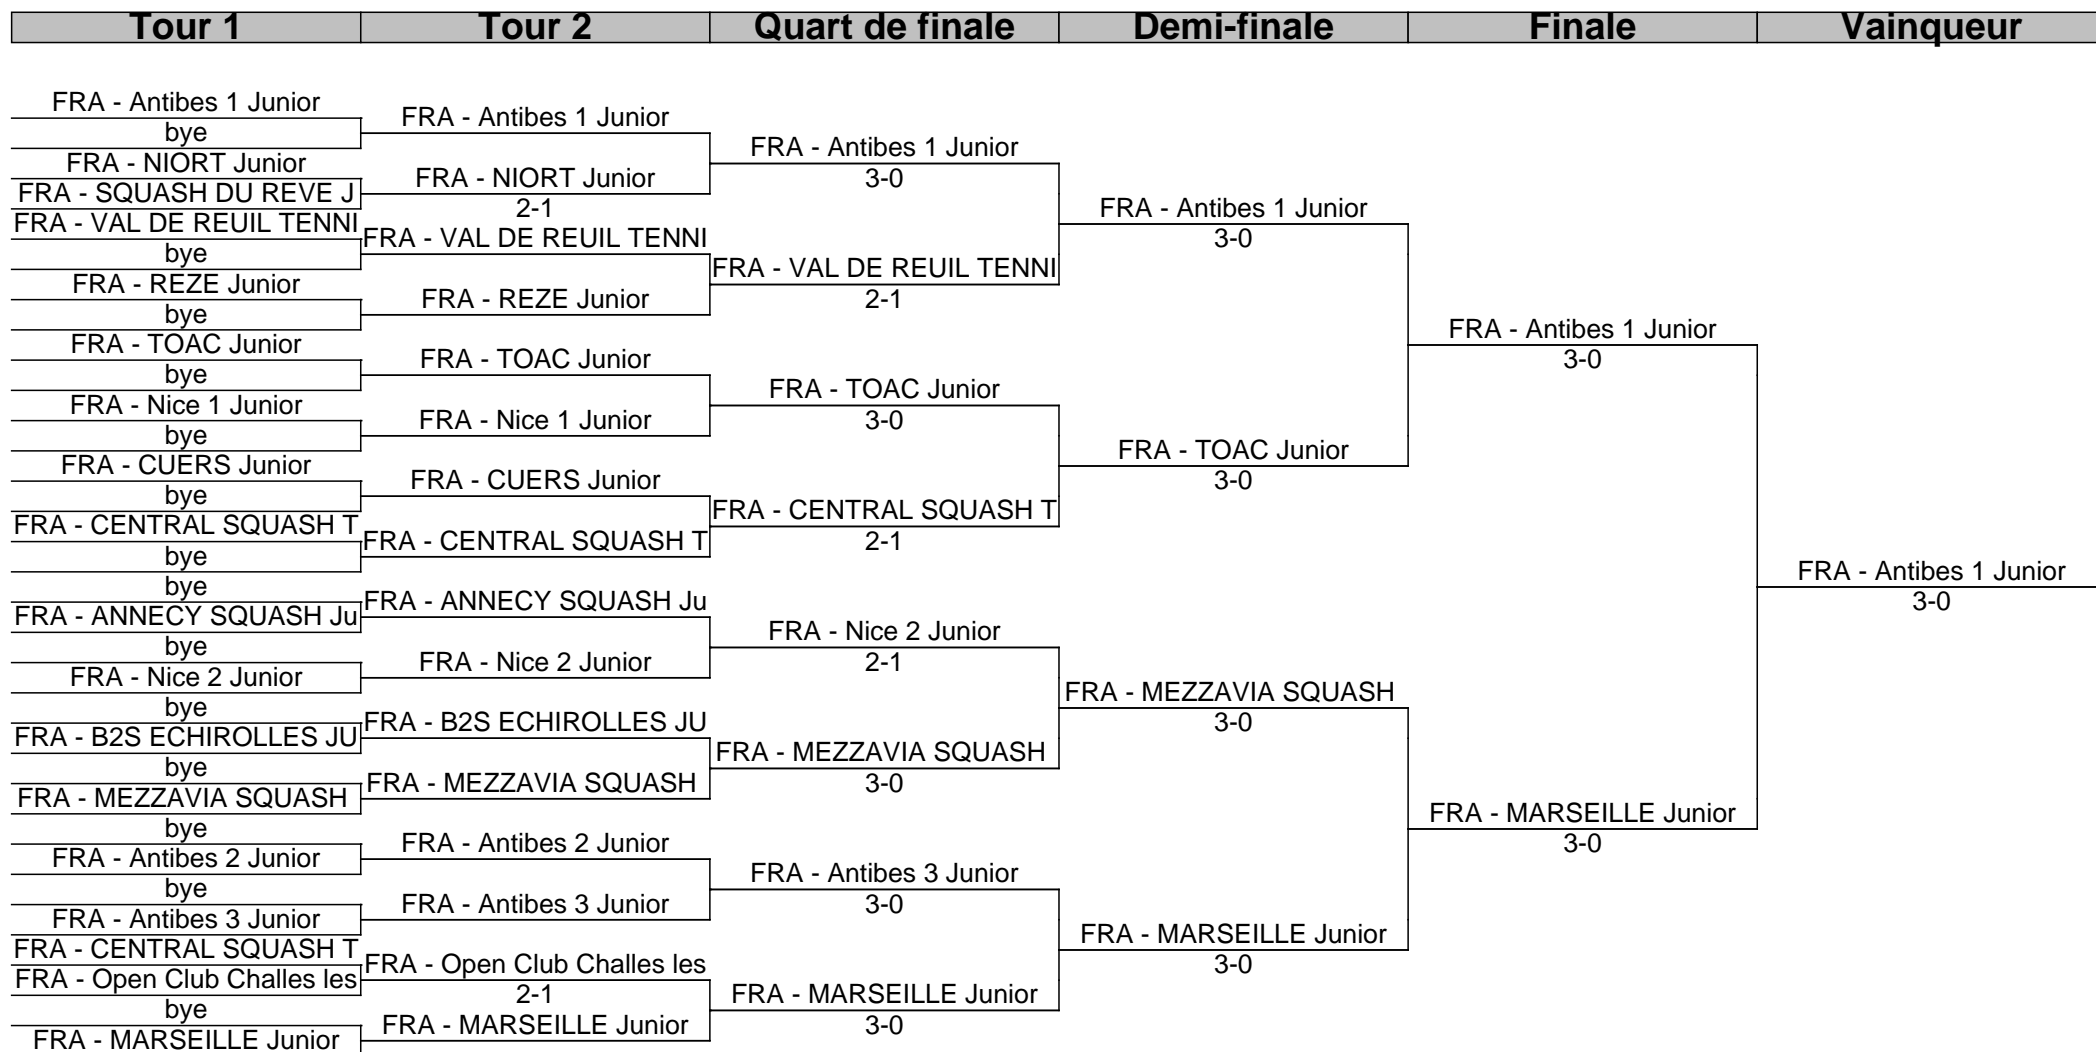 Tour 1 Tour 2 Quart de finale Demi-finale Finale Vainqueur
FRA - Antibes 1 Junior
bye
FRA - NIORT Junior
FRA - SQUASH DU REVE J
FRA - VAL DE REUIL TENNI
bye
FRA - REZE Junior
bye
FRA - TOAC Junior
bye
FRA - Nice 1 Junior
bye
FRA - CUERS Junior
bye
FRA - CENTRAL SQUASH T
bye
bye
FRA - ANNECY SQUASH Ju
bye
FRA - Nice 2 Junior
bye
FRA - B2S ECHIROLLES JU
bye
FRA - MEZZAVIA SQUASH
bye
FRA - Antibes 2 Junior
bye
FRA - Antibes 3 Junior
FRA - CENTRAL SQUASH T
FRA - Open Club Challes les
bye
FRA - MARSEILLE Junior
FRA - Antibes 1 Junior
FRA - NIORT Junior
2-1
FRA - VAL DE REUIL TENNI
FRA - REZE Junior
FRA - TOAC Junior
FRA - Nice 1 Junior
FRA - CUERS Junior
FRA - CENTRAL SQUASH T
FRA - ANNECY SQUASH Ju
FRA - Nice 2 Junior
FRA - B2S ECHIROLLES JU
FRA - MEZZAVIA SQUASH
FRA - Antibes 2 Junior
FRA - Antibes 3 Junior
FRA - Open Club Challes les
2-1
FRA - MARSEILLE Junior
FRA - Antibes 1 Junior
3-0
FRA - VAL DE REUIL TENNI
2-1
FRA - TOAC Junior
3-0
FRA - CENTRAL SQUASH T
2-1
FRA - Nice 2 Junior
2-1
FRA - MEZZAVIA SQUASH
3-0
FRA - Antibes 3 Junior
3-0
FRA - MARSEILLE Junior
3-0
FRA - Antibes 1 Junior
3-0
FRA - TOAC Junior
3-0
FRA - MEZZAVIA SQUASH
3-0
FRA - MARSEILLE Junior
3-0
FRA - Antibes 1 Junior
3-0
FRA - MARSEILLE Junior
3-0
FRA - Antibes 1 Junior
3-0